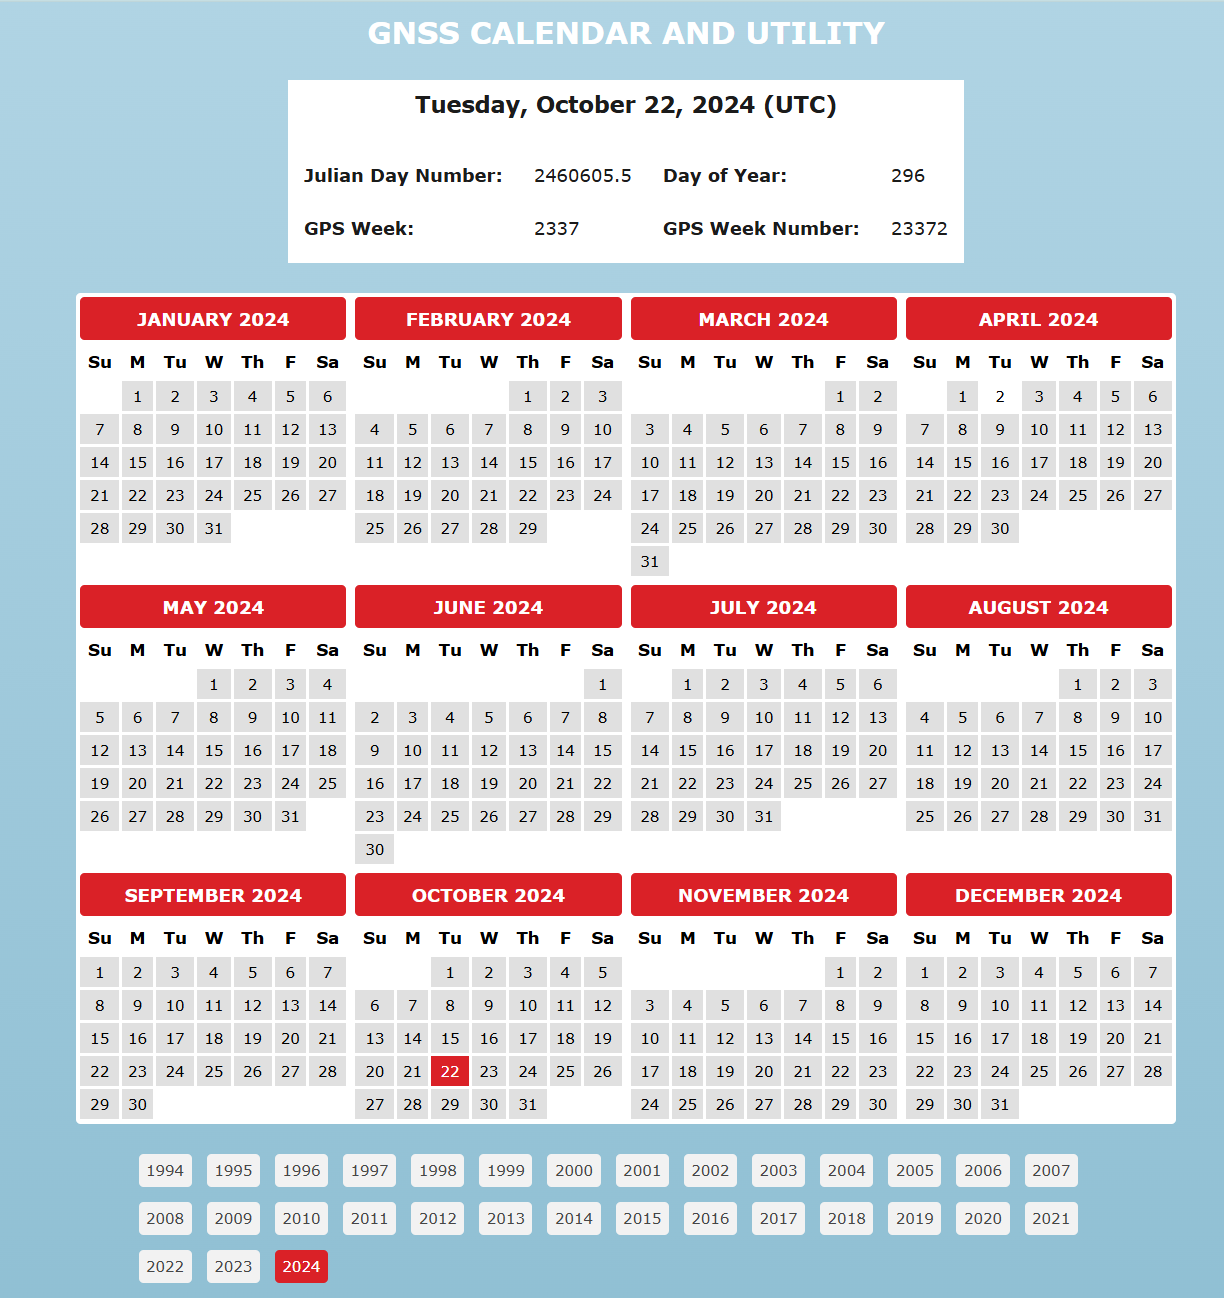 GNSS CALENDAR AND UTILITY
Tuesday, October 22, 2024 (UTC)
Julian Day Number: 2460605.5 Day of Year: 296
GPS Week: 2337 GPS Week Number: 23372
JANUARY 2024
Su M Tu W Th F Sa
1 2 3 4 5 6
7 8 9 10 11 12 13
14 15 16 17 18 19 20
21 22 23 24 25 26 27
28 29 30 31
FEBRUARY 2024
Su M Tu W Th F Sa
1 2 3
4 5 6 7 8 9 10
11 12 13 14 15 16 17
18 19 20 21 22 23 24
25 26 27 28 29
MARCH 2024
Su M Tu W Th F Sa
1 2
3 4 5 6 7 8 9
10 11 12 13 14 15 16
17 18 19 20 21 22 23
24 25 26 27 28 29 30
31
APRIL 2024
Su M Tu W Th F Sa
1 2 3 4 5 6
7 8 9 10 11 12 13
14 15 16 17 18 19 20
21 22 23 24 25 26 27
28 29 30
MAY 2024
Su M Tu W Th F Sa
1 2 3 4
5 6 7 8 9 10 11
12 13 14 15 16 17 18
19 20 21 22 23 24 25
26 27 28 29 30 31
JUNE 2024
Su M Tu W Th F Sa
1
2 3 4 5 6 7 8
9 10 11 12 13 14 15
16 17 18 19 20 21 22
23 24 25 26 27 28 29
30
JULY 2024
Su M Tu W Th F Sa
1 2 3 4 5 6
7 8 9 10 11 12 13
14 15 16 17 18 19 20
21 22 23 24 25 26 27
28 29 30 31
AUGUST 2024
Su M Tu W Th F Sa
1 2 3
4 5 6 7 8 9 10
11 12 13 14 15 16 17
18 19 20 21 22 23 24
25 26 27 28 29 30 31
SEPTEMBER 2024
Su M Tu W Th F Sa
1 2 3 4 5 6 7
8 9 10 11 12 13 14
15 16 17 18 19 20 21
22 23 24 25 26 27 28
29 30
OCTOBER 2024
Su M Tu W Th F Sa
1 2 3 4 5
6 7 8 9 10 11 12
13 14 15 16 17 18 19
20 21 22 23 24 25 26
27 28 29 30 31
NOVEMBER 2024
Su M Tu W Th F Sa
1 2
3 4 5 6 7 8 9
10 11 12 13 14 15 16
17 18 19 20 21 22 23
24 25 26 27 28 29 30
DECEMBER 2024
Su M Tu W Th F Sa
1 2 3 4 5 6 7
8 9 10 11 12 13 14
15 16 17 18 19 20 21
22 23 24 25 26 27 28
29 30 31
1994 1995 1996 1997 1998 1999 2000 2001 2002 2003 2004 2005 2006 2007
2008 2009 2010 2011 2012 2013 2014 2015 2016 2017 2018 2019 2020 2021
2022 2023 2024